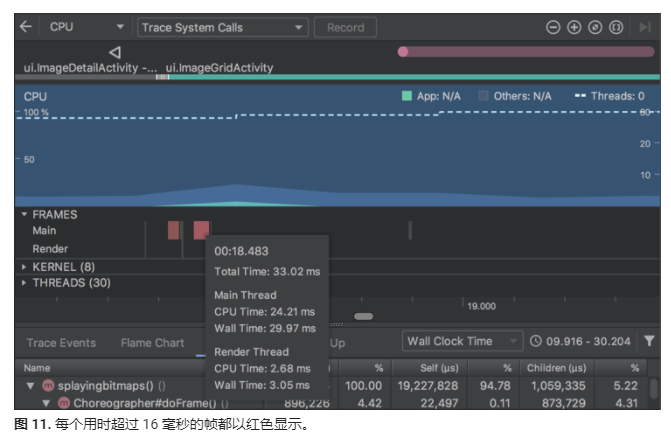 CPU Trace System Calls Record
ui.ImageDetailActivity -... ui.ImageGridActivity
CPU App: N/A Others: N/A Threads: 0
100 %
50
20
10
FRAMES
Main
Render
KERNEL (8)
THREADS (30)
00:18.483
Total Time: 33.02 ms
Main Thread
CPU Time: 24.21 ms
Wall Time: 29.97 ms
Render Thread
CPU Time: 2.68 ms
Wall Time: 3.05 ms
19.000
Trace Events Flame Chart Up Wall Clock Time 09.916 - 30.204
Name % Self (μs) % Children (μs) %
splayingbitmaps() () 100.00 19,227,828 94.78 1,059,335 5.22
Choreographer#doFrame() () 896,226 4.42 22,497 0.11 873,729 4.31
图 11. 每个用时超过 16 毫秒的帧都以红色显示。